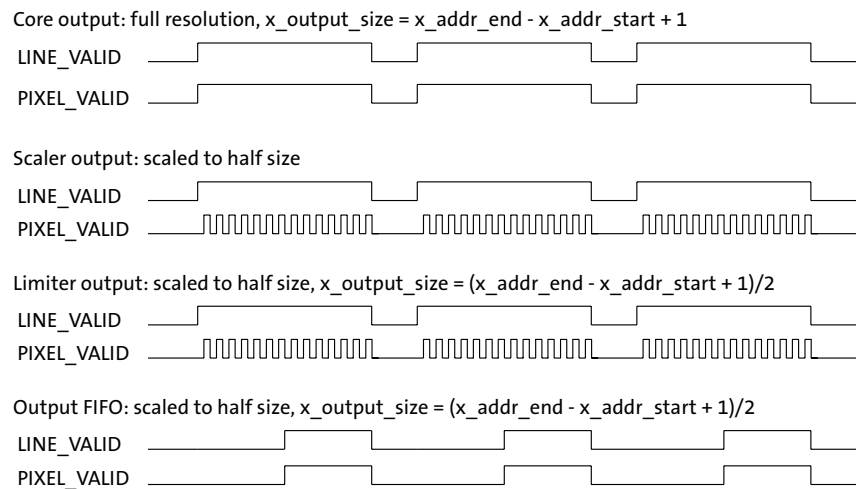 Core output: full resolution, x_output_size = x_addr_end - x_addr_start + 1
LINE_VALID
PIXEL_VALID
Scaler output: scaled to half size
LINE_VALID
PIXEL_VALID
Limiter output: scaled to half size, x_output_size = (x_addr_end - x_addr_start + 1)/2
LINE_VALID
PIXEL_VALID
Output FIFO: scaled to half size, x_output_size = (x_addr_end - x_addr_start + 1)/2
LINE_VALID
PIXEL_VALID